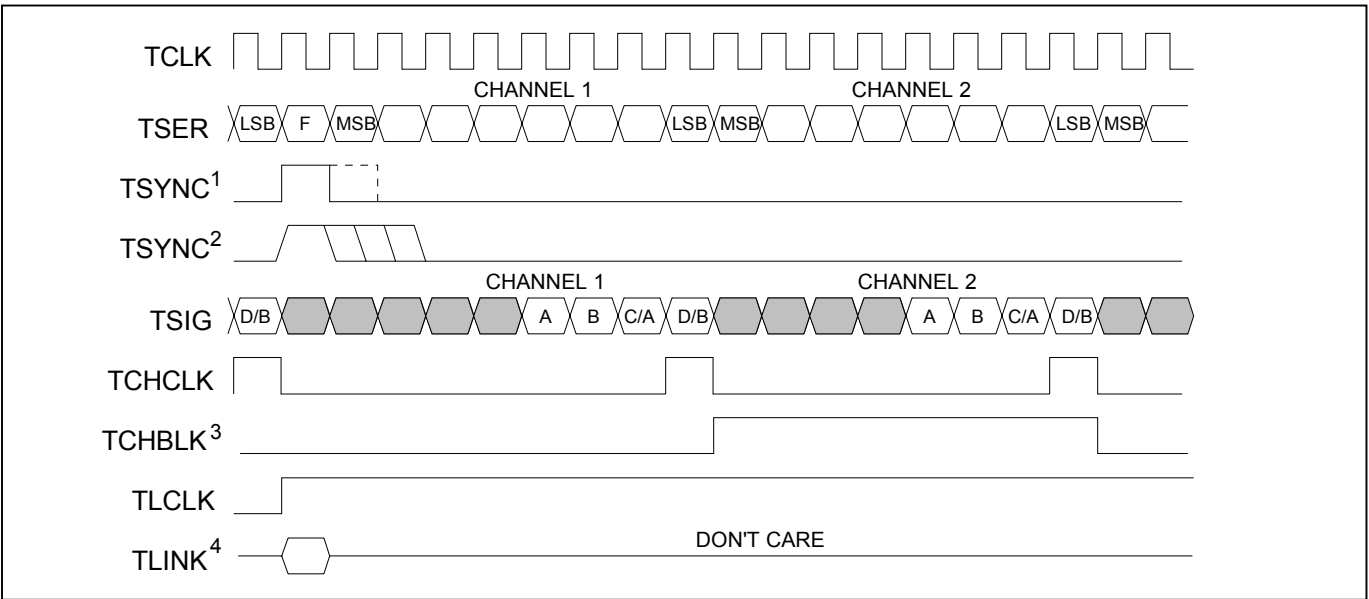 TCLK
CHANNEL 1 CHANNEL 2
TSER LSB F MSB LSB MSB LSB MSB
TSYNC1
TSYNC2
CHANNEL 1 CHANNEL 2
TSIG D/B A B C/A D/B A B C/A D/B
TCHCLK
TCHBLK3
TLCLK
DON'T CARE
TLINK4